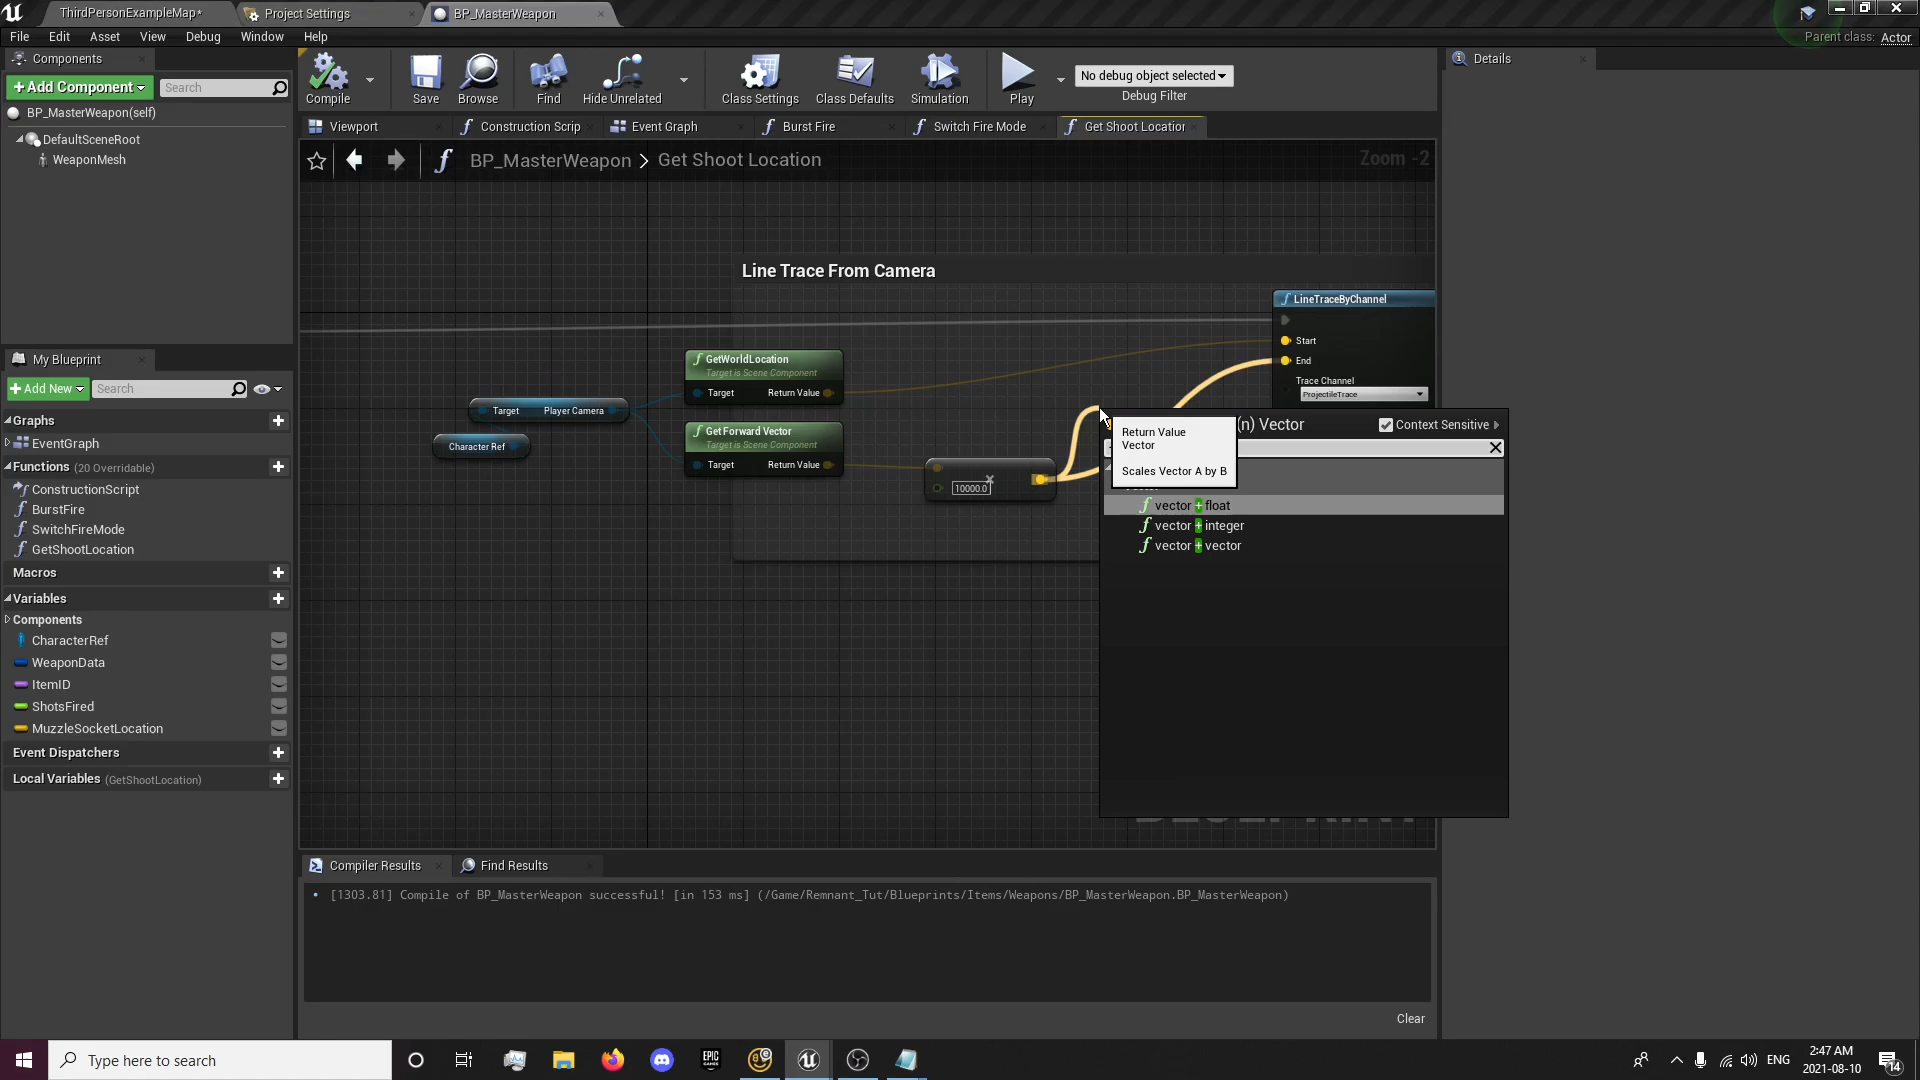 ThirdPersonExampleMap*
Project Settings
BP_MasterWeapon
File
Edit
Asset
View
Debug
Window
Help
Parent class: Actor
Components
+ Add Component
Search
BP_MasterWeapon(self)
DefaultSceneRoot
WeaponMesh
Compile
Save
Browse
Find
Hide Unrelated
Class Settings
Class Defaults
Simulation
Play
No debug object selected
Debug Filter
Details
Viewport
Construction Scrip
Event Graph
Burst Fire
Switch Fire Mode
Get Shoot Location
BP_MasterWeapon > Get Shoot Location
Zoom -2
Line Trace From Camera
LineTraceByChannel
Start
End
Trace Channel
ProjectileTrace
GetWorldLocation
Target is Scene Component
Target
Return Value
Target
Player Camera
Character Ref
Get Forward Vector
Target is Scene Component
Target
Return Value
10000.0
(n) Vector
Context Sensitive
Return Value
Vector
Scales Vector A by B
vector + float
vector + integer
vector + vector
My Blueprint
+ Add New
Search
Graphs
EventGraph
Functions (20 Overridable)
ConstructionScript
BurstFire
SwitchFireMode
GetShootLocation
Macros
Variables
Components
CharacterRef
WeaponData
ItemID
ShotsFired
MuzzleSocketLocation
Event Dispatchers
Local Variables (GetShootLocation)
Compiler Results
Find Results
[1303.81] Compile of BP_MasterWeapon successful! [in 153 ms] (/Game/Remnant_Tut/Blueprints/Items/Weapons/BP_MasterWeapon.BP_MasterWeapon)
Clear
Type here to search
EPIC GAMES
ENG
2:47 AM
2021-08-10
14